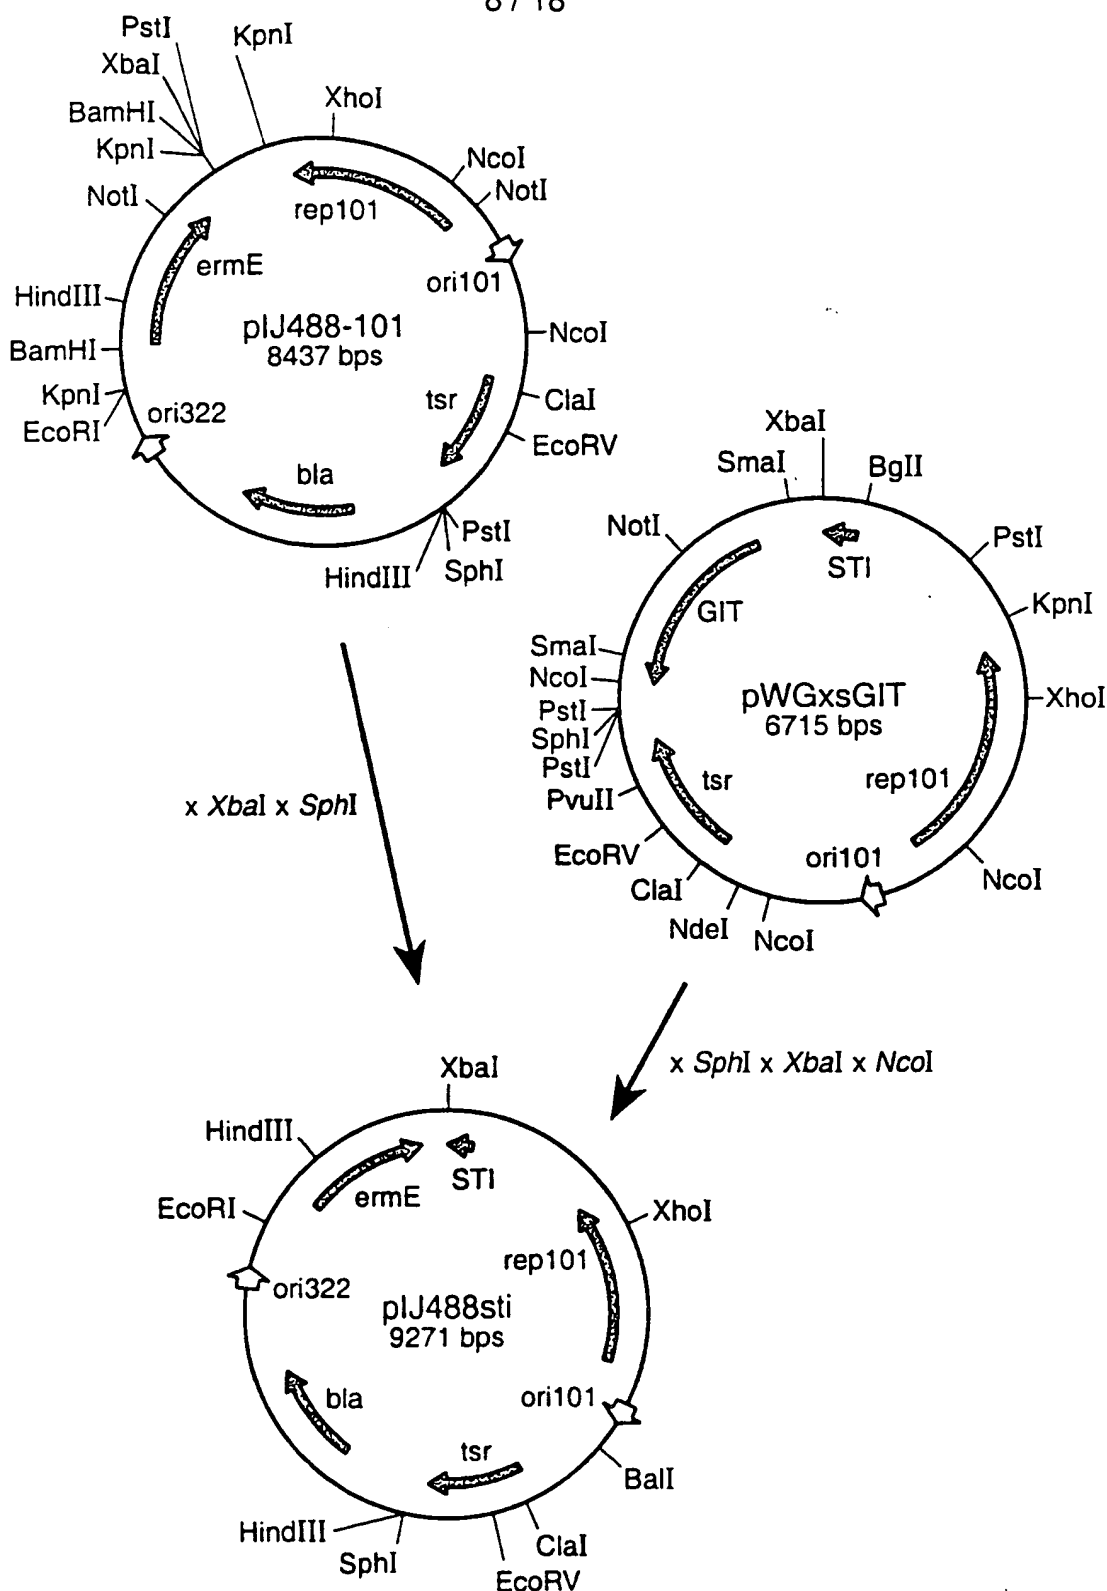 8 / 18
PstI
KpnI
XbaI
XhoI
BamHI
KpnI
NcoI
NotI
NotI
rep101
ermE
ori101
HindIII
pIJ488-101
8437 bps
NcoI
BamHI
KpnI
tsr
ClaI
ori322
EcoRI
EcoRV
bla
PstI
HindIII
SphI
XbaI
SmaI
BglI
NotI
PstI
STI
GIT
KpnI
SmaI
NcoI
pWGxsGIT
6715 bps
XhoI
PstI
SphI
PstI
tsr
rep101
PvuII
EcoRV
ori101
ClaI
NcoI
NdeI
NcoI
x XbaI x SphI
x SphI x XbaI x NcoI
XbaI
HindIII
STI
ermE
EcoRI
XhoI
rep101
ori322
pIJ488sti
9271 bps
bla
ori101
tsr
BalI
HindIII
ClaI
SphI
EcoRV